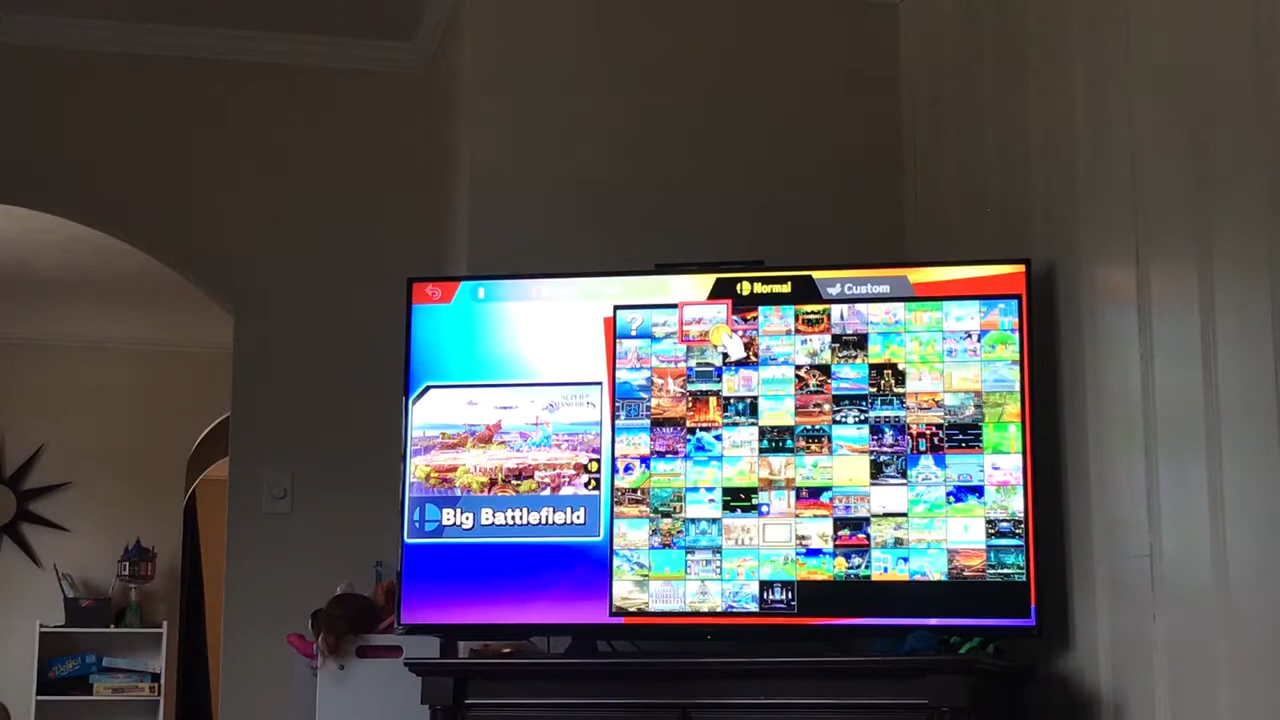 Normal
Custom
?
SUPER
SMASH BROS
Big Battlefield